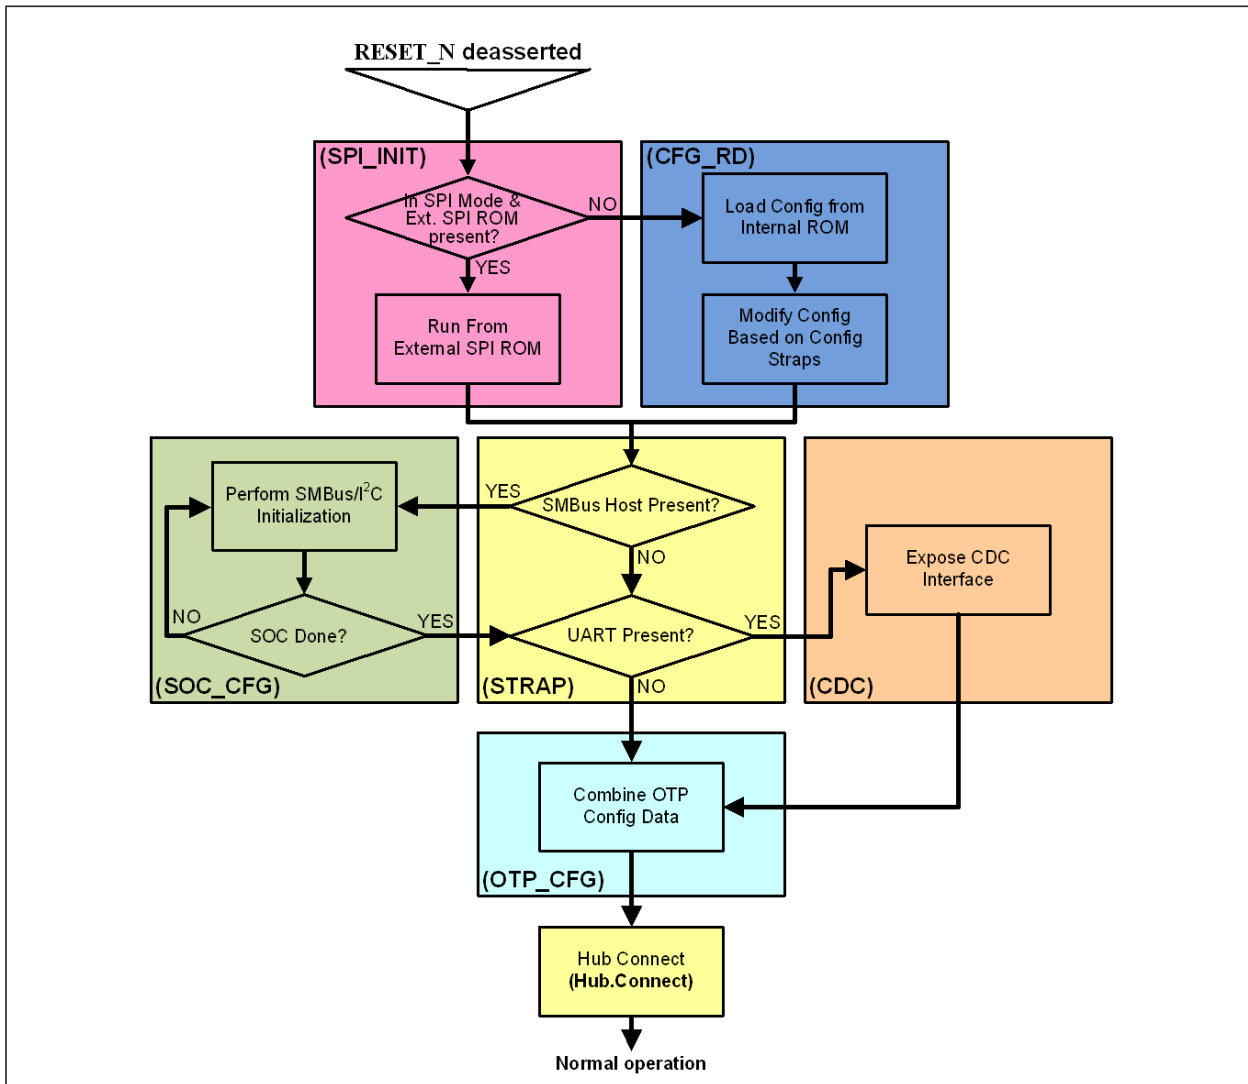 RESET_N deasserted
(SPI_INIT)
In SPI Mode &
Ext. SPI ROM
present?
NO
YES
Run From
External SPI ROM
(CFG_RD)
Load Config from
Internal ROM
Modify Config
Based on Config
Straps
Perform SMBus/I²C
Initialization
YES
SMBus Host Present?
NO
NO
SOC Done?
YES
(SOC_CFG)
UART Present?
YES
NO
(STRAP)
Expose CDC
Interface
(CDC)
Combine OTP
Config Data
(OTP_CFG)
Hub Connect
(Hub.Connect)
Normal operation